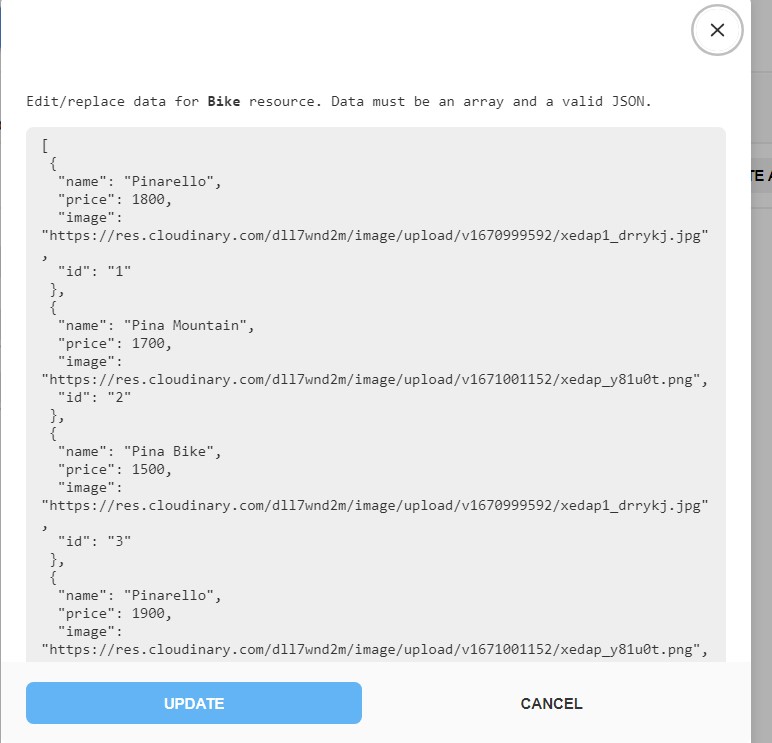 Edit/replace data for Bike resource. Data must be an array and a valid JSON.
[
{
"name": "Pinarello",
"price": 1800,
"image":
"https://res.cloudinary.com/dll7wnd2m/image/upload/v1670999592/xedap1_drrykj.jpg"
,
"id": "1"
},
{
"name": "Pina Mountain",
"price": 1700,
"image":
"https://res.cloudinary.com/dll7wnd2m/image/upload/v1671001152/xedap_y81u0t.png",
"id": "2"
},
{
"name": "Pina Bike",
"price": 1500,
"image":
"https://res.cloudinary.com/dll7wnd2m/image/upload/v1670999592/xedap1_drrykj.jpg"
,
"id": "3"
},
{
"name": "Pinarello",
"price": 1900,
"image":
"https://res.cloudinary.com/dll7wnd2m/image/upload/v1671001152/xedap_y81u0t.png",
UPDATE
CANCEL